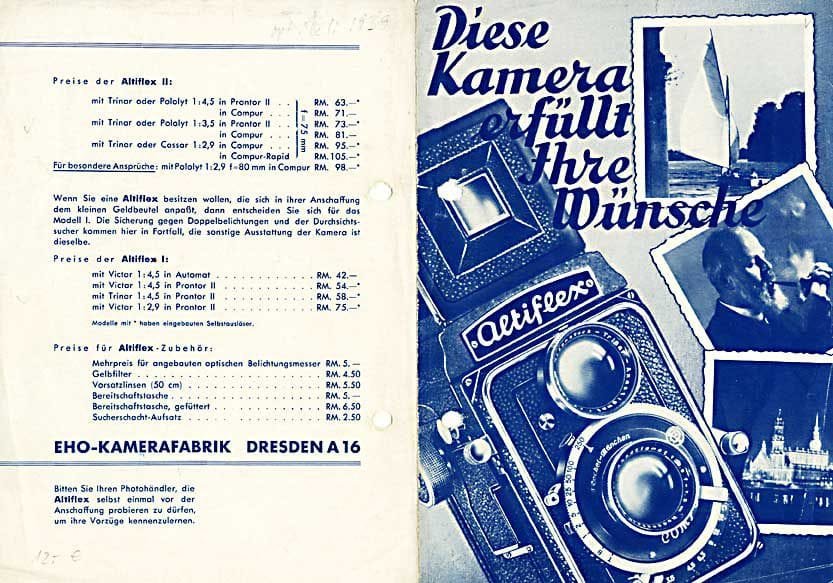 Preise der Altiflex II:
mit Trinar oder Pololyt 1:4,5 in Prontor II . . RM. 63.—*
in Compur . . . RM. 71.—
mit Trinar oder Pololyt 1:3,5 in Prontor II . . RM. 73.—*
in Compur . . . RM. 81.—
mit Trinar oder Cassar 1:2,9 in Compur . . . RM. 95.—*
in Compur-Rapid RM. 105.—*
f = 75 mm
Für besondere Ansprüche: mit Pololyt 1:2,9 f=80 mm in Compur RM. 98.—*
Wenn Sie eine Altiflex besitzen wollen, die sich in ihrer Anschaffung
dem kleinen Geldbeutel anpaßt, dann entscheiden Sie sich für das
Modell I. Die Sicherung gegen Doppelbelichtungen und der Durchsichts-
sucher kommen hier in Fortfall, die sonstige Ausstattung der Kamera ist
dieselbe.
Preise der Altiflex I:
mit Victar 1:4,5 in Automat . . . . . . . . . . . RM. 42.—
mit Victar 1:4,5 in Prontor II . . . . . . . . . . RM. 54.—*
mit Trinar 1:4,5 in Prontor II . . . . . . . . . . RM. 58.—*
mit Victar 1:2,9 in Prontor II . . . . . . . . . . RM. 75.—*
Modelle mit * haben eingebauten Selbstauslöser.
Preise für Altiflex-Zubehör:
Mehrpreis für angebauten optischen Belichtungsmesser RM. 5.—
Gelbfilter . . . . . . . . . . . . . . . . . . . . RM. 4.50
Vorsatzlinsen (50 cm) . . . . . . . . . . . . . . RM. 5.50
Bereitschaftstasche . . . . . . . . . . . . . . . RM. 5.—
Bereitschaftstasche, gefüttert . . . . . . . . . . RM. 6.50
Sucherschacht-Aufsatz . . . . . . . . . . . . . . RM. 2.50
EHO-KAMERAFABRIK DRESDEN A 16
Bitten Sie Ihren Photohändler, die
Altiflex selbst einmal vor der
Anschaffung probieren zu dürfen,
um ihre Vorzüge kennenzulernen.
12,- €
Diese
Kamera
erfüllt
Ihre
Wünsche
Altiflex
250
100
50
25
10